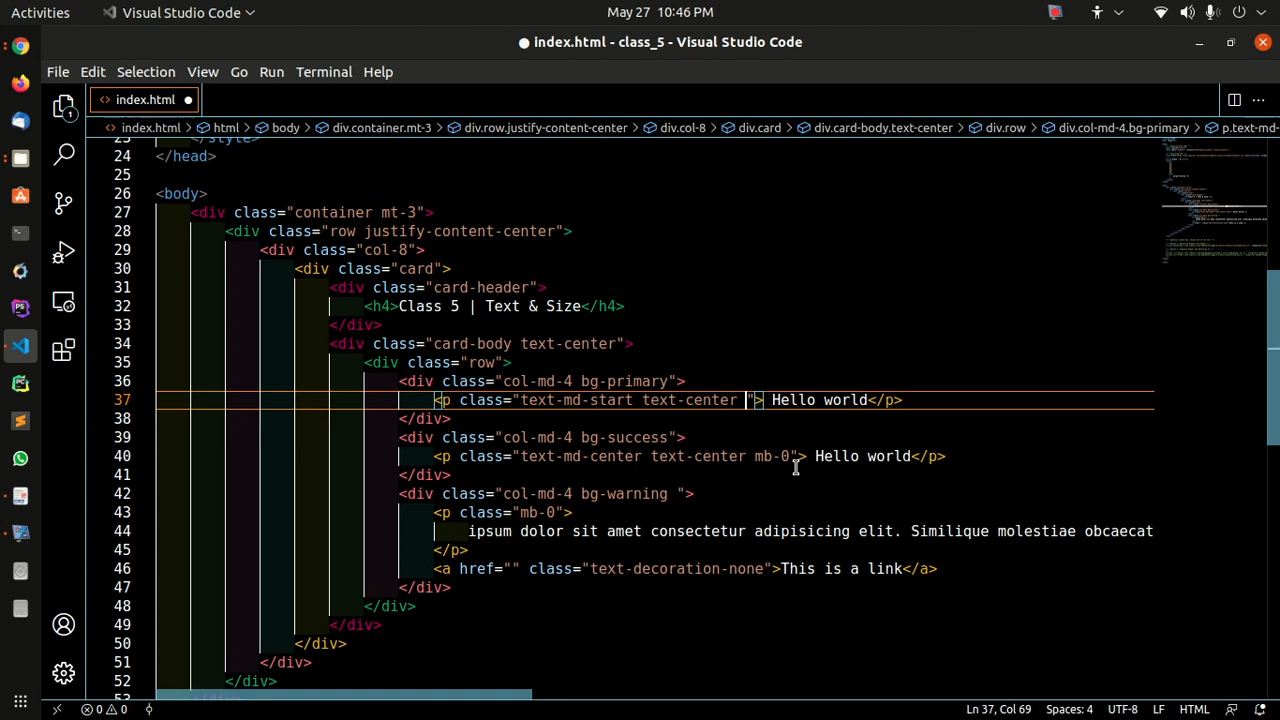 Activities
Visual Studio Code
May 27 10:46 PM
● index.html - class_5 - Visual Studio Code
File Edit Selection View Go Run Terminal Help
index.html
index.html > html > body > div.container.mt-3 > div.row.justify-content-center > div.col-8 > div.card > div.card-body.text-center > div.row > div.col-md-4.bg-primary > p.text-md-
23 </style>
24 </head>
25
26 <body>
27 <div class="container mt-3">
28 <div class="row justify-content-center">
29 <div class="col-8">
30 <div class="card">
31 <div class="card-header">
32 <h4>Class 5 | Text & Size</h4>
33 </div>
34 <div class="card-body text-center">
35 <div class="row">
36 <div class="col-md-4 bg-primary">
37 <p class="text-md-start text-center "> Hello world</p>
38 </div>
39 <div class="col-md-4 bg-success">
40 <p class="text-md-center text-center mb-0"> Hello world</p>
41 </div>
42 <div class="col-md-4 bg-warning ">
43 <p class="mb-0">
44 ipsum dolor sit amet consectetur adipisicing elit. Similique molestiae obcaecat
45 </p>
46 <a href="" class="text-decoration-none">This is a link</a>
47 </div>
48 </div>
49 </div>
50 </div>
51 </div>
52 </div>
53 </div>
0 0 Ln 37, Col 69 Spaces: 4 UTF-8 LF HTML